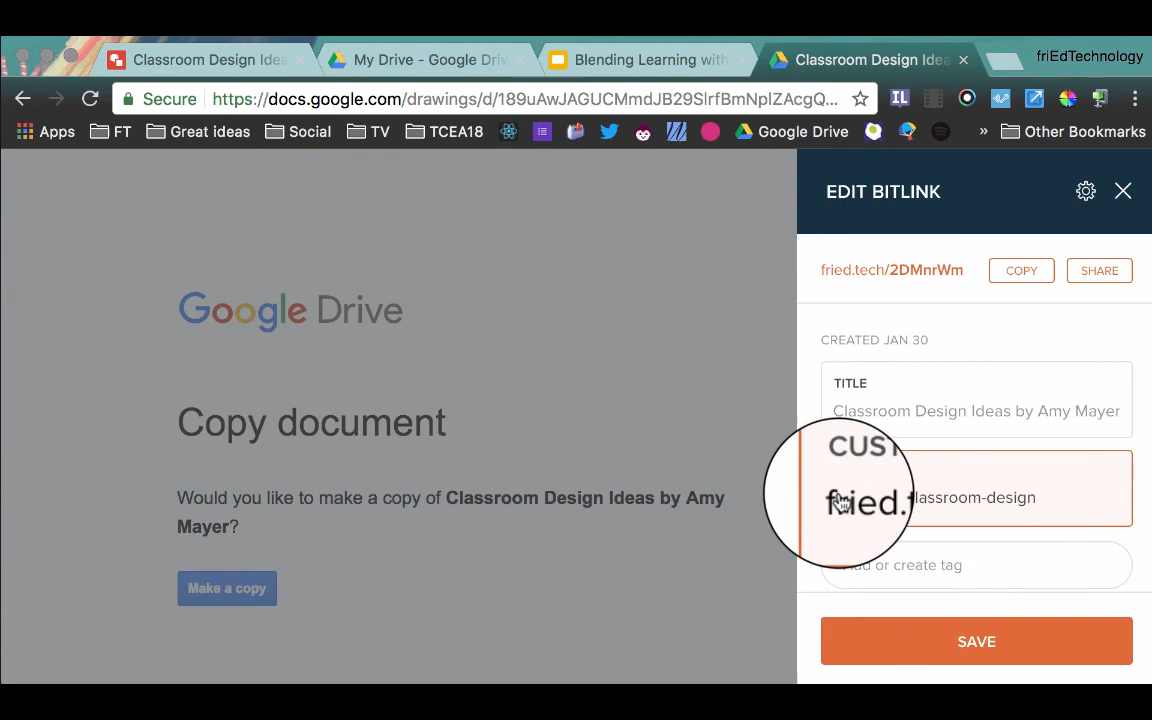 Classroom Design Idea
My Drive - Google Driv
Blending Learning with
Classroom Design Idea
friEdTechnology
Secure https://docs.google.com/drawings/d/189uAwJAGUCMmdJB29SlrfBmNplZAcgQ...
IL
Apps FT Great ideas Social TV TCEA18 Google Drive » Other Bookmarks
EDIT BITLINK
fried.tech/2DMnrWm COPY SHARE
Google Drive
CREATED JAN 30
TITLE
Classroom Design Ideas by Amy Mayer
Copy document
CUST
fried.t lassroom-design
Would you like to make a copy of Classroom Design Ideas by Amy
Mayer?
dd or create tag
Make a copy
SAVE